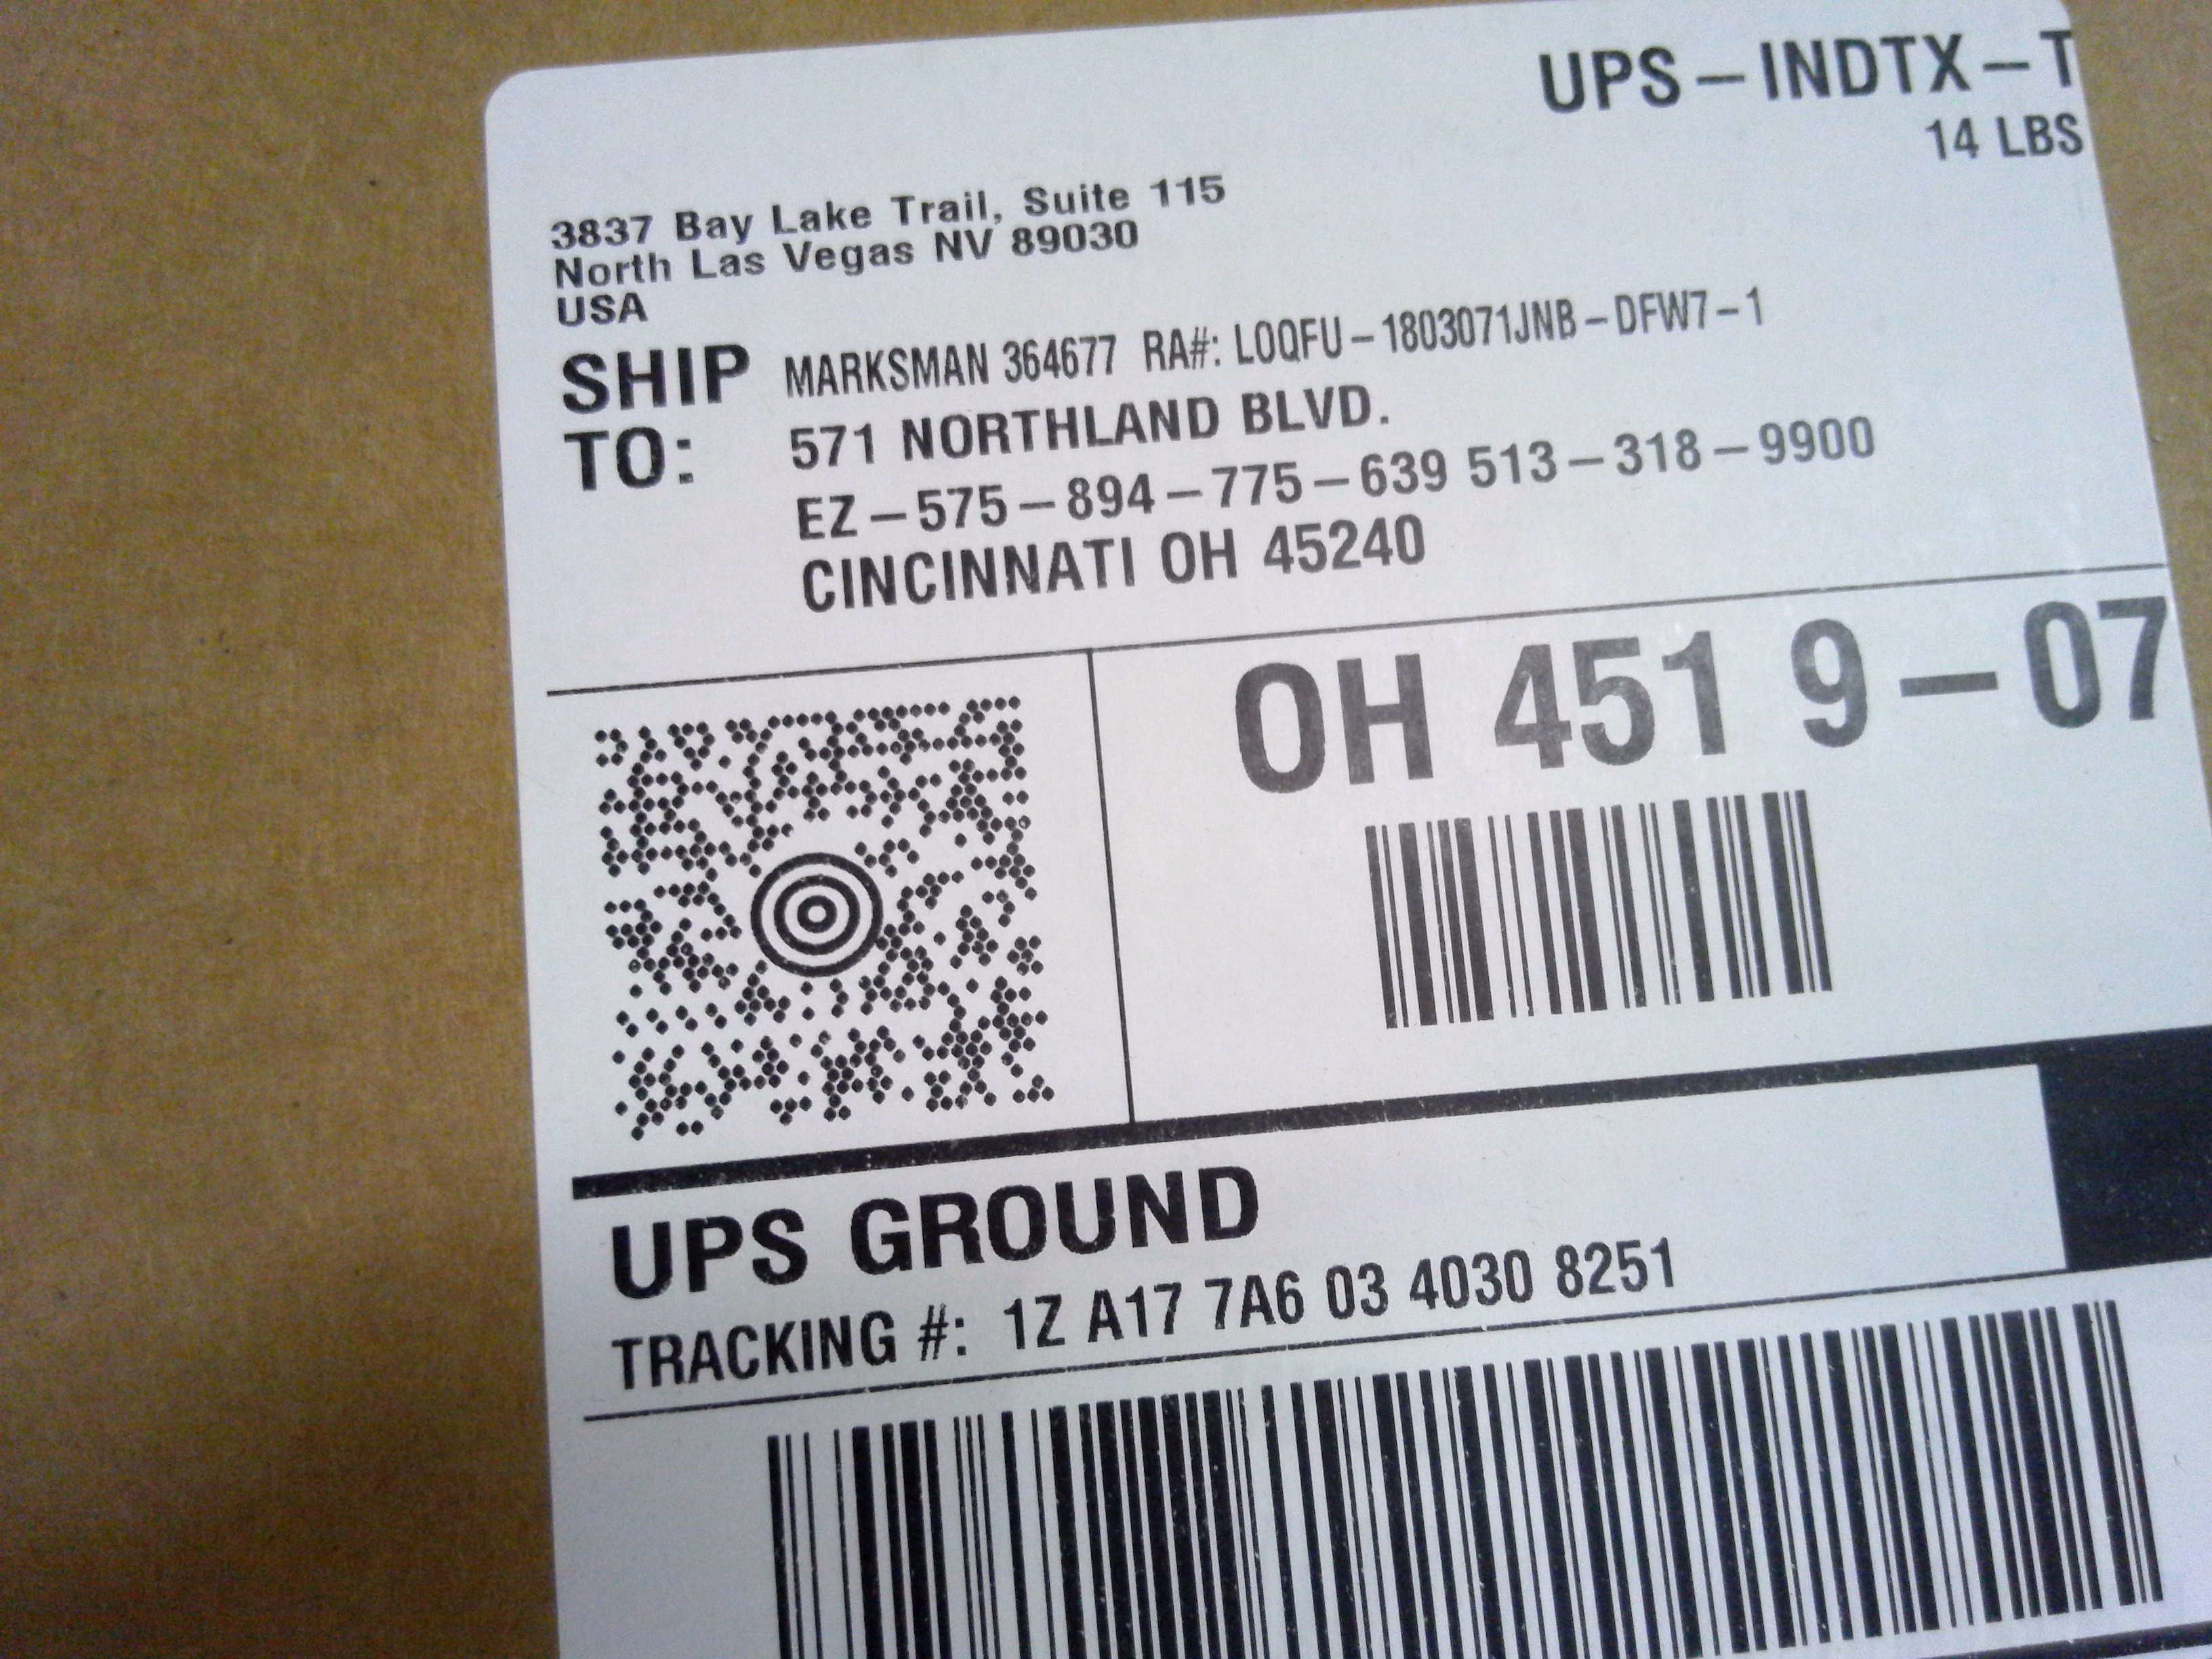 UPS-INDTX-T
14 LBS
3837 Bay Lake Trail, Suite 115
North Las Vegas NV 89030
USA
SHIP TO: MARKSMAN 364677 RA#: LOQFU-1803071JNB-DFW7-1
571 NORTHLAND BLVD.
EZ-575-894-775-639 513-318-9900
CINCINNATI OH 45240
OH 451 9-07
UPS GROUND
TRACKING #: 1Z A17 7A6 03 4030 8251